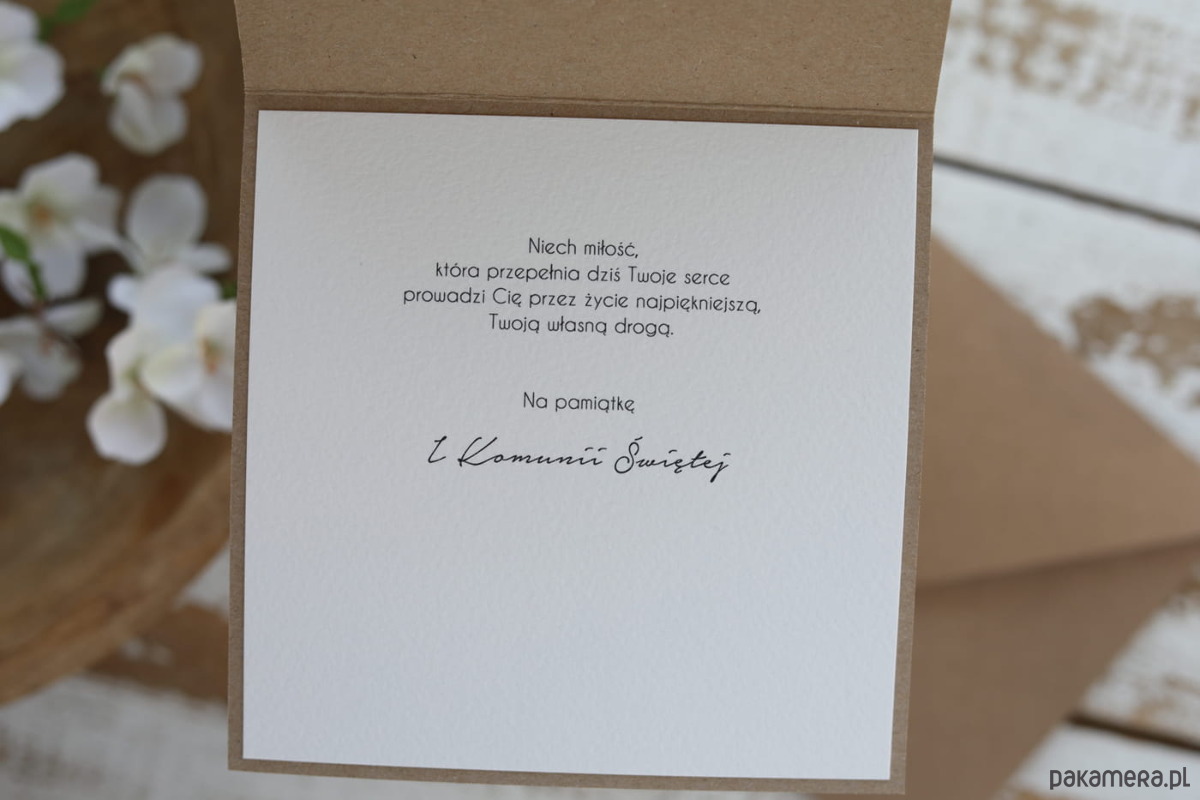 Niech miłość,
która przepełnia dziś Twoje serce
prowadzi Cię przez życie najpiękniejszą,
Twoją własną drogą.
Na pamiątkę
I Komunii Świętej
pakamera.pl